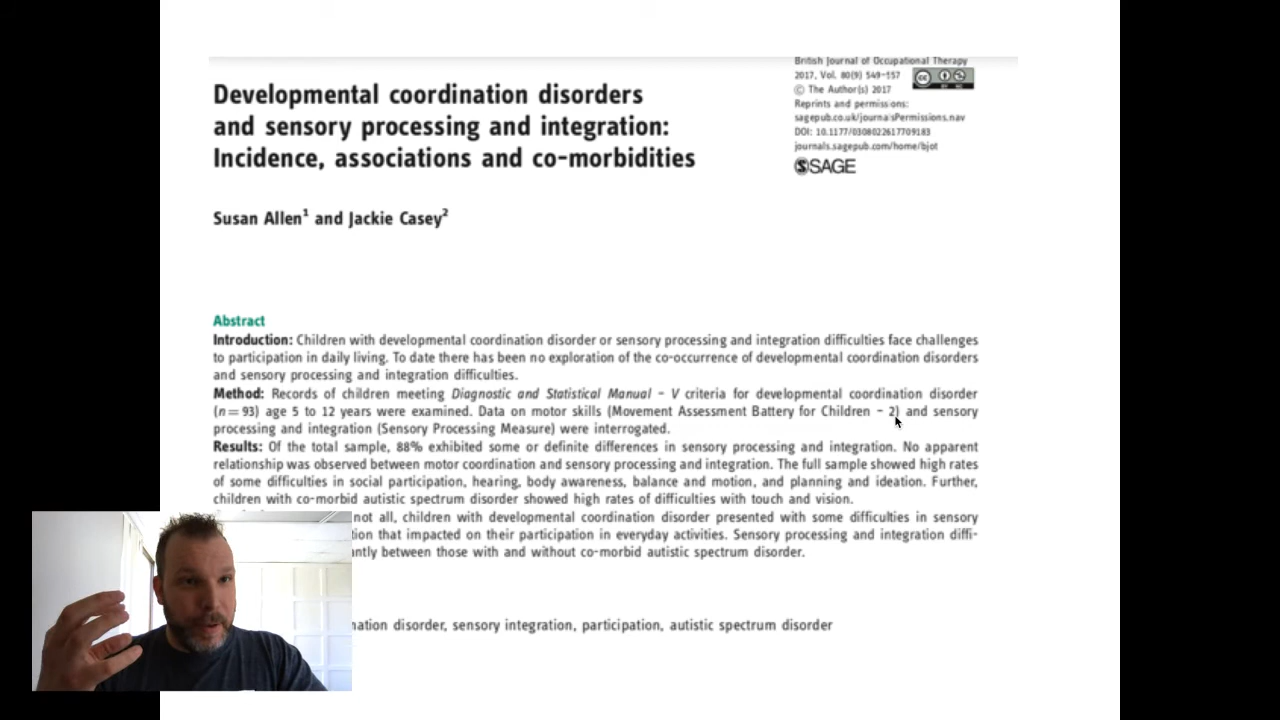 Developmental coordination disorders
and sensory processing and integration:
Incidence, associations and co-morbidities
British Journal of Occupational Therapy
2017, Vol. 80(9) 549–557
© The Author(s) 2017
Reprints and permissions:
sagepub.co.uk/journalsPermissions.nav
DOI: 10.1177/0308022617709183
journals.sagepub.com/home/bjot
SAGE
cc
BY NC
Susan Allen1 and Jackie Casey2
Abstract
Introduction: Children with developmental coordination disorder or sensory processing and integration difficulties face challenges
to participation in daily living. To date there has been no exploration of the co-occurrence of developmental coordination disorders
and sensory processing and integration difficulties.
Method: Records of children meeting Diagnostic and Statistical Manual – V criteria for developmental coordination disorder
(n = 93) age 5 to 12 years were examined. Data on motor skills (Movement Assessment Battery for Children – 2) and sensory
processing and integration (Sensory Processing Measure) were interrogated.
Results: Of the total sample, 88% exhibited some or definite differences in sensory processing and integration. No apparent
relationship was observed between motor coordination and sensory processing and integration. The full sample showed high rates
of some difficulties in social participation, hearing, body awareness, balance and motion, and planning and ideation. Further,
children with co-morbid autistic spectrum disorder showed high rates of difficulties with touch and vision.
not all, children with developmental coordination disorder presented with some difficulties in sensory
tion that impacted on their participation in everyday activities. Sensory processing and integration diffi-
antly between those with and without co-morbid autistic spectrum disorder.
nation disorder, sensory integration, participation, autistic spectrum disorder